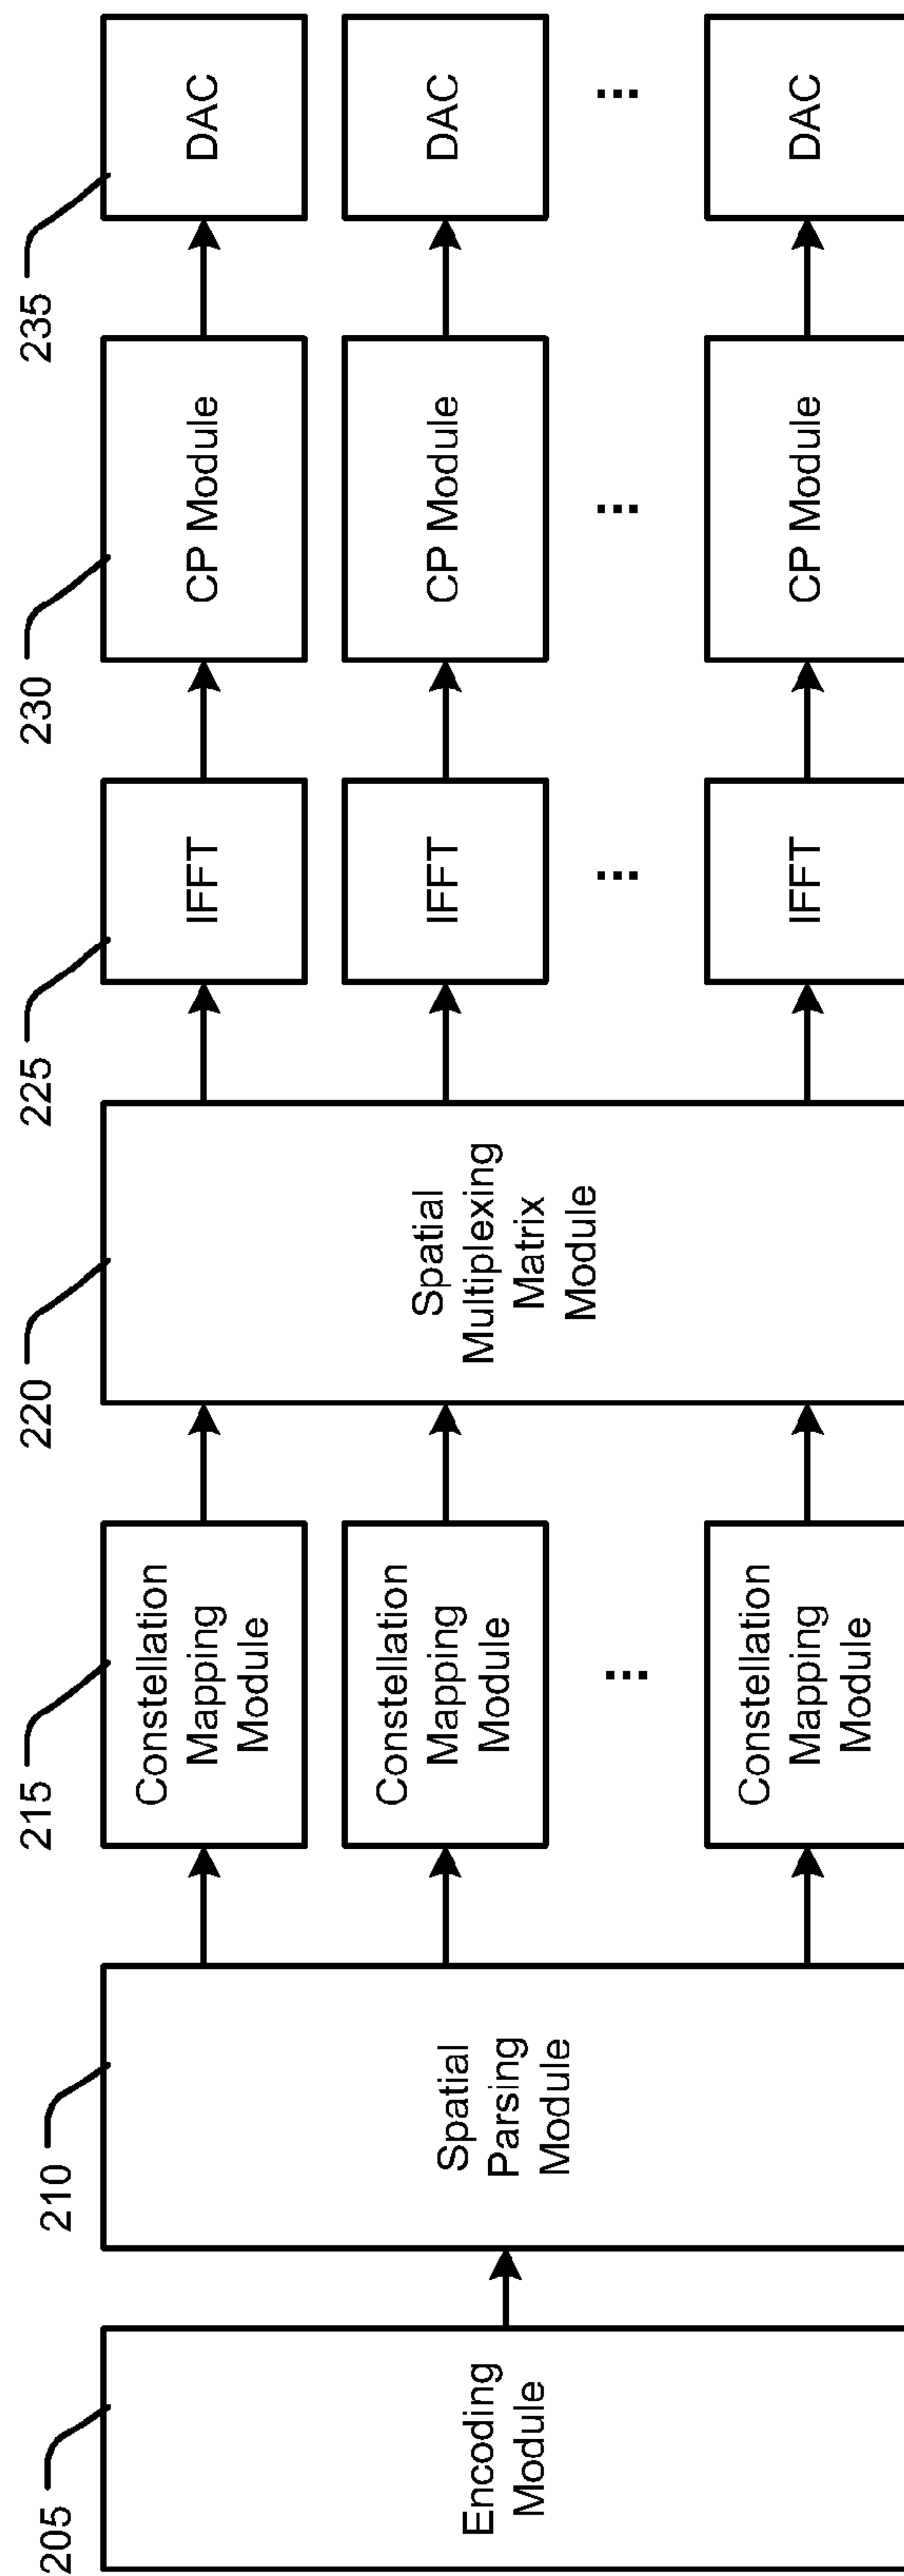 205
Encoding
Module
210
Spatial
Parsing
Module
215
Constellation
Mapping
Module
Constellation
Mapping
Module
...
Constellation
Mapping
Module
220
Spatial
Multiplexing
Matrix
Module
225
IFFT
IFFT
...
IFFT
230
CP Module
CP Module
...
CP Module
235
DAC
DAC
...
DAC